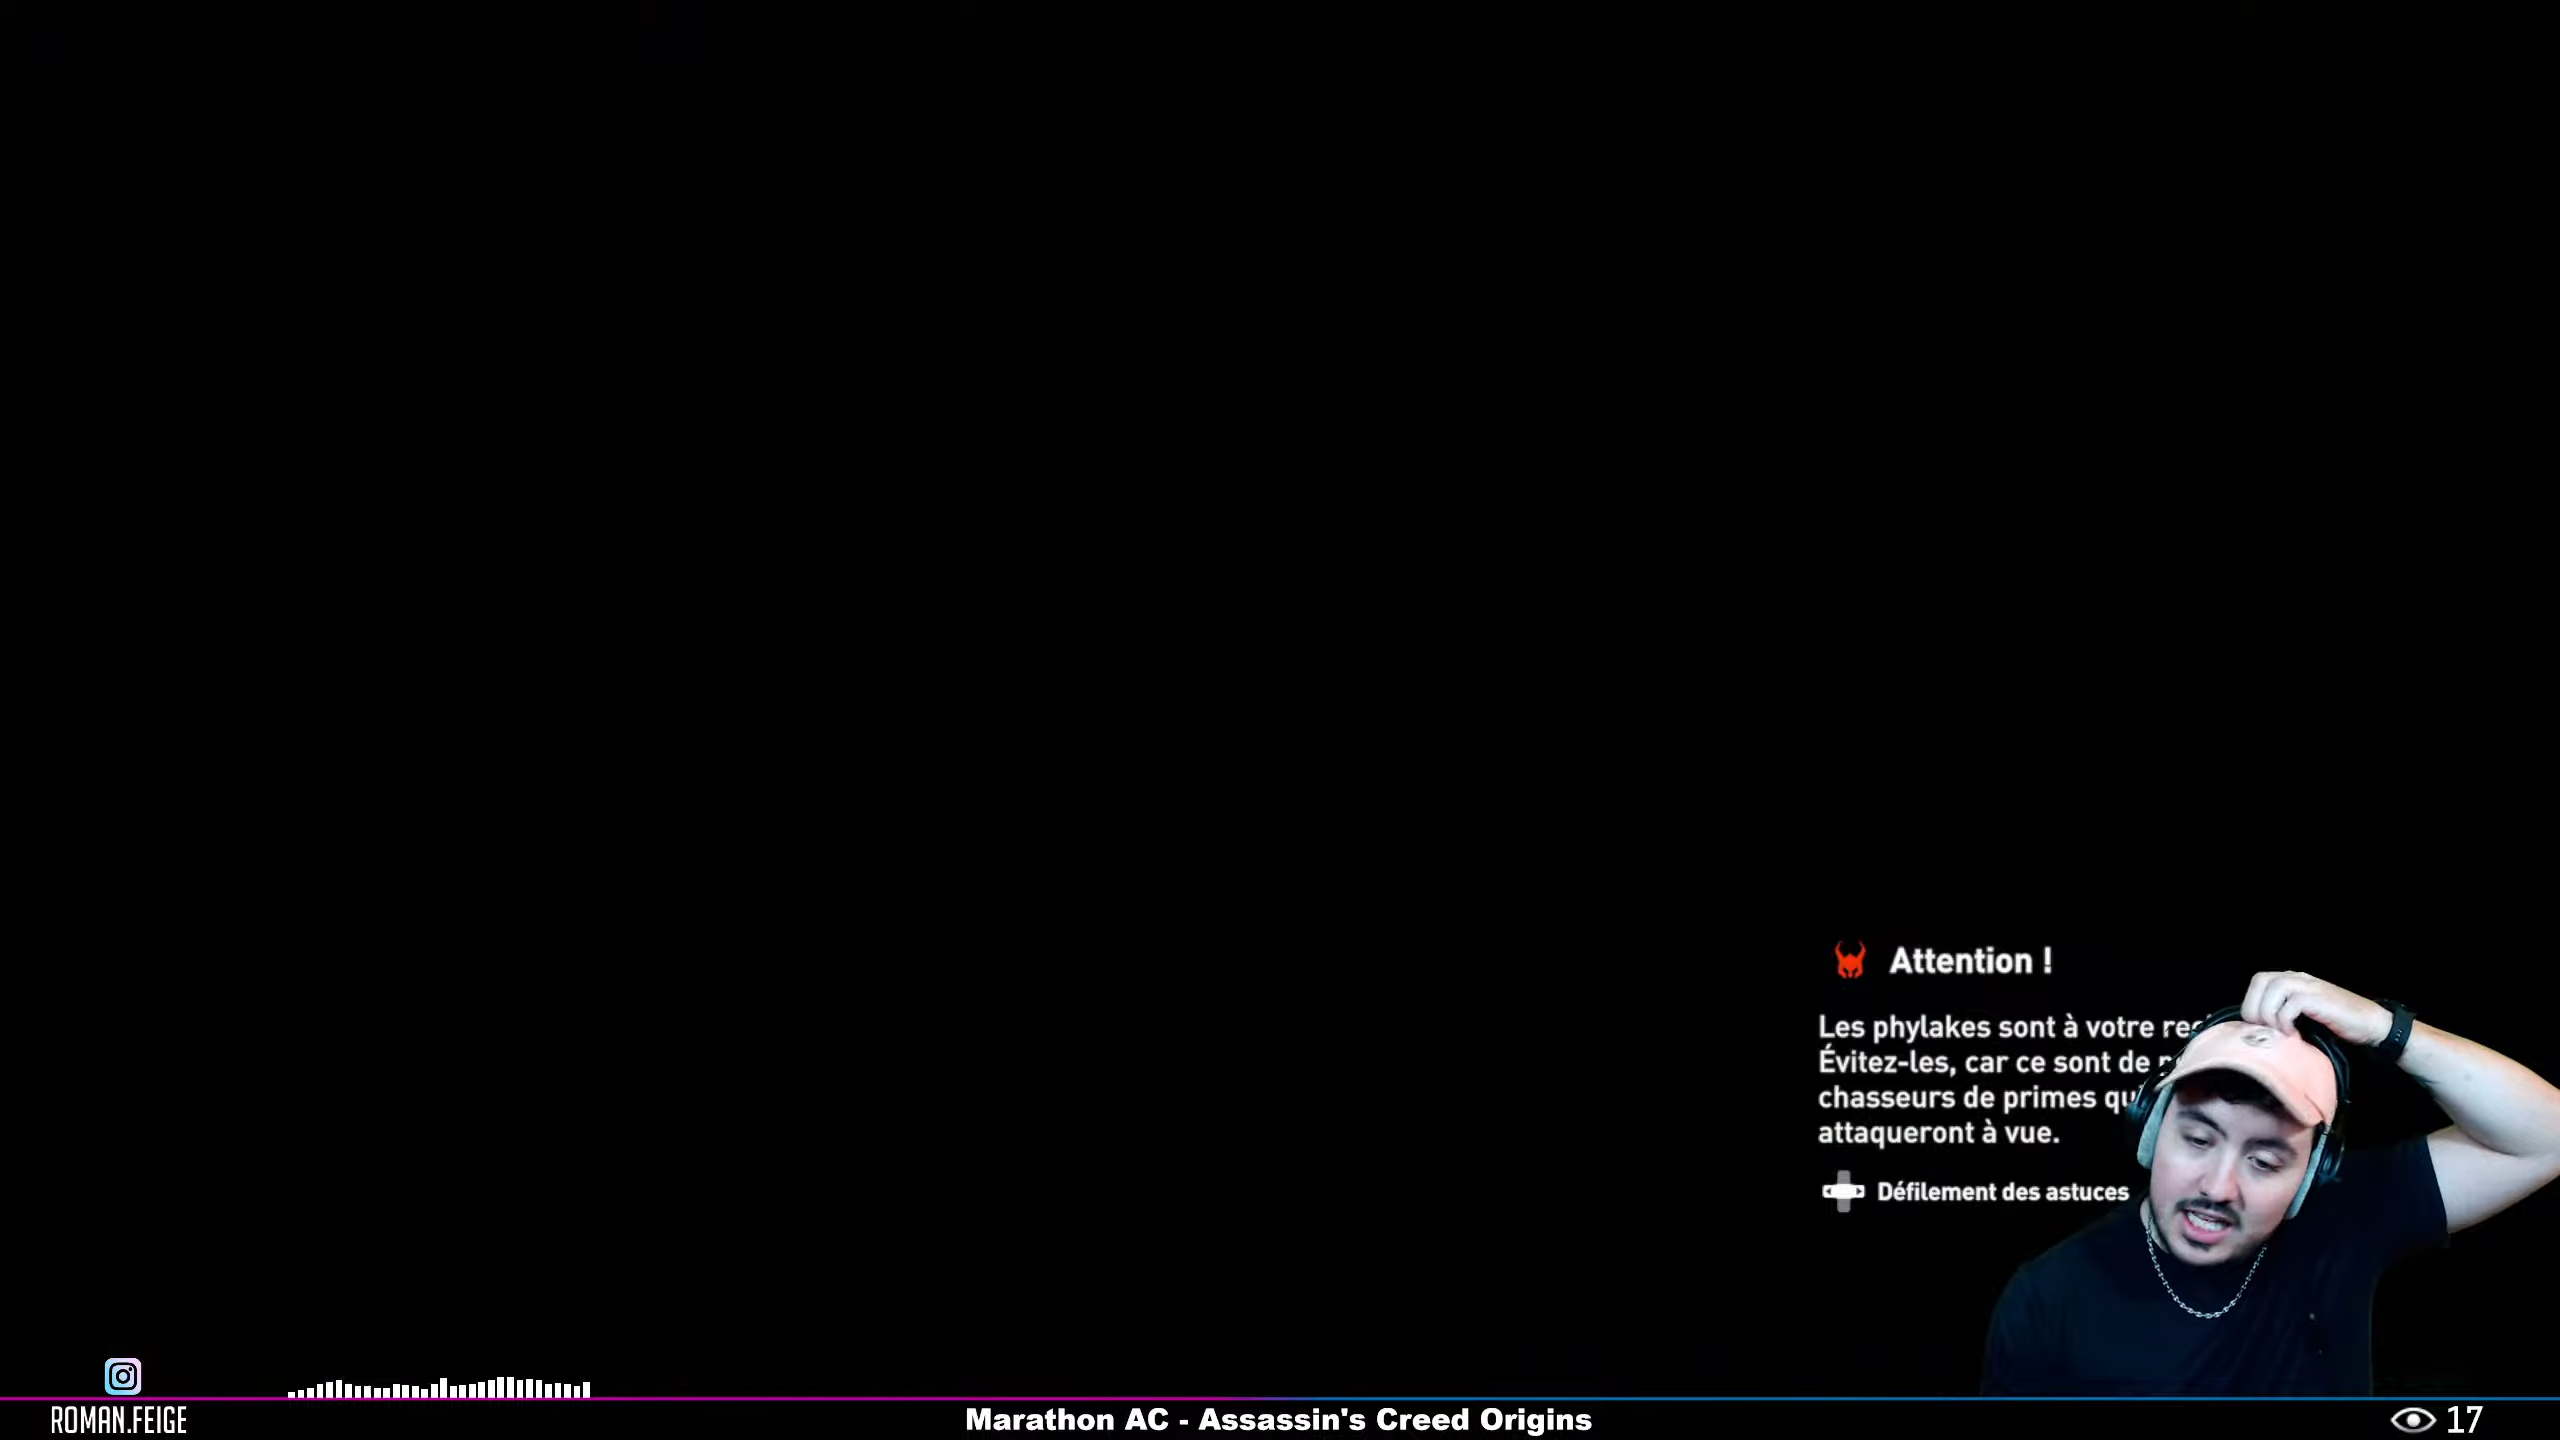 Attention !
Les phylakes sont à votre
Évitez-les, car ce sont de
chasseurs de primes
attaqueront à vue.
Défilement des astuces
ROMAN.FEIGE
Marathon AC - Assassin's Creed Origins
17